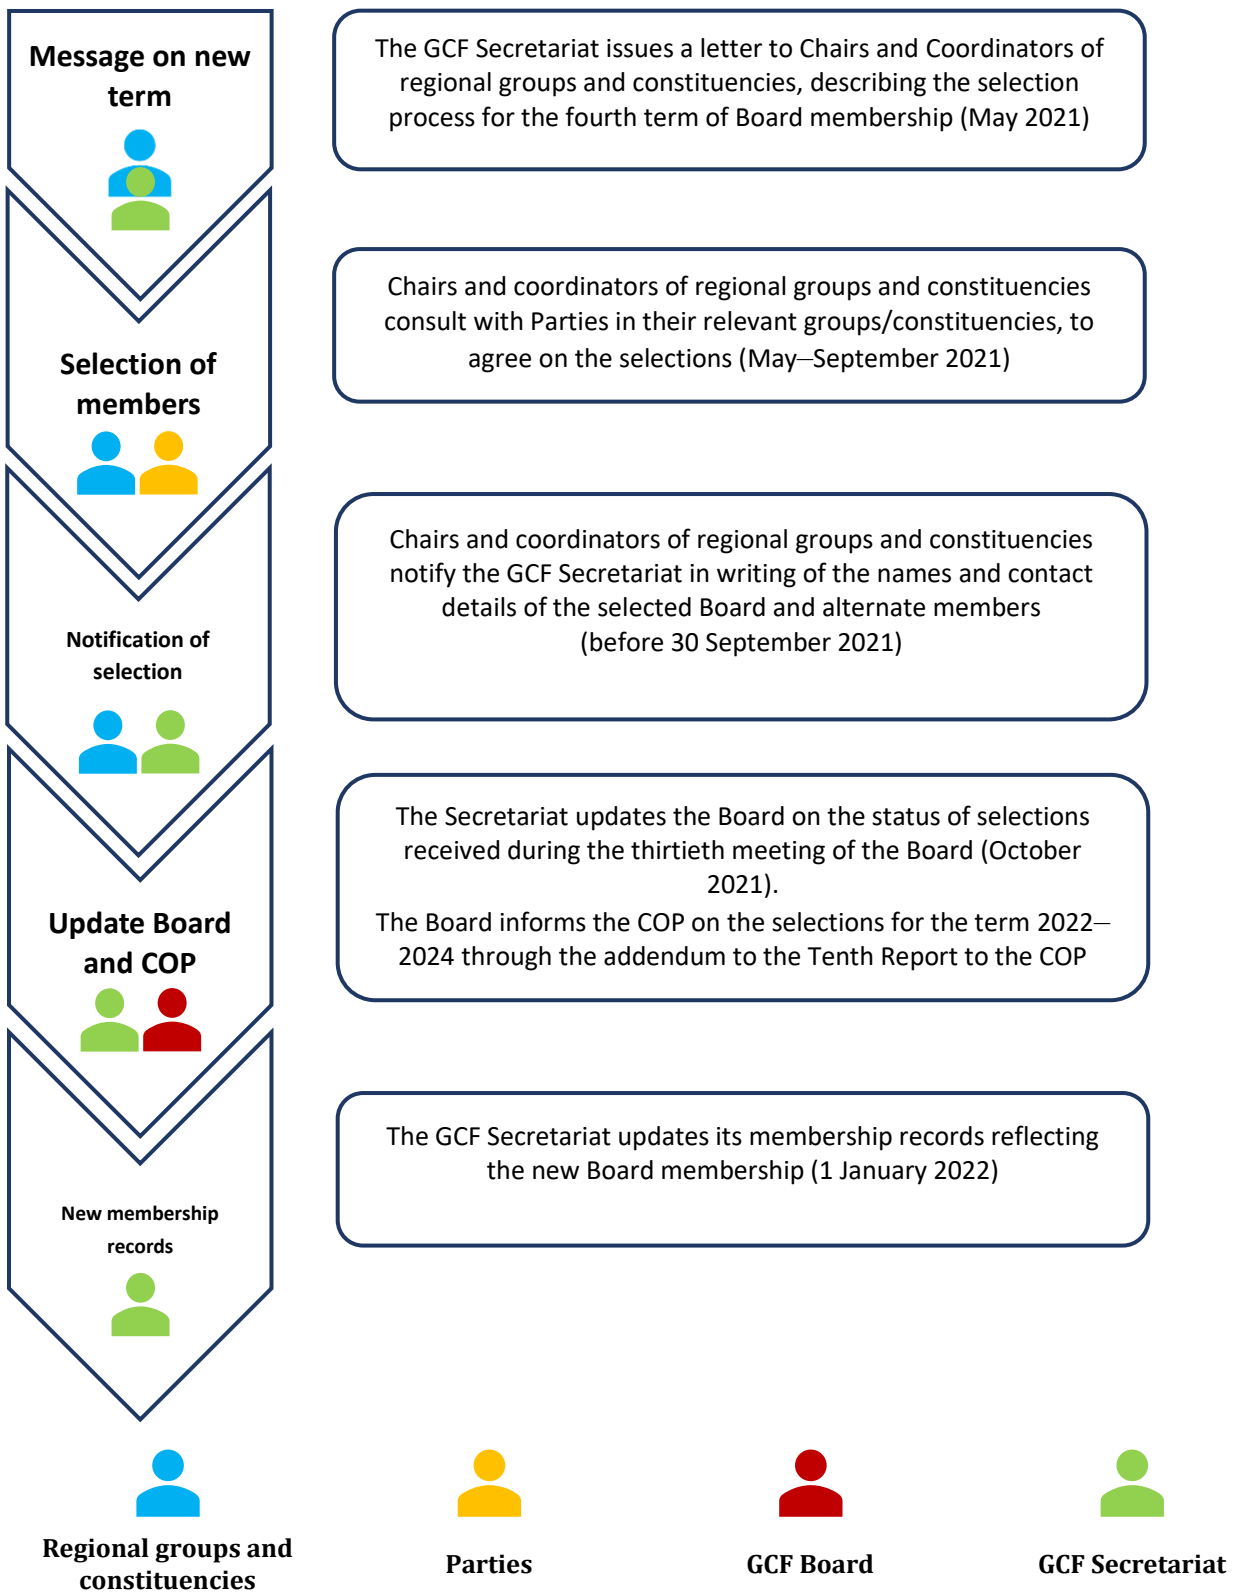 Message on new
term
The GCF Secretariat issues a letter to Chairs and Coordinators of
regional groups and constituencies, describing the selection
process for the fourth term of Board membership (May 2021)
Selection of
members
Chairs and coordinators of regional groups and constituencies
consult with Parties in their relevant groups/constituencies, to
agree on the selections (May–September 2021)
Notification of
selection
Chairs and coordinators of regional groups and constituencies
notify the GCF Secretariat in writing of the names and contact
details of the selected Board and alternate members
(before 30 September 2021)
Update Board
and COP
The Secretariat updates the Board on the status of selections
received during the thirtieth meeting of the Board (October
2021).
The Board informs the COP on the selections for the term 2022–
2024 through the addendum to the Tenth Report to the COP
New membership
records
The GCF Secretariat updates its membership records reflecting
the new Board membership (1 January 2022)
Regional groups and
constituencies
Parties
GCF Board
GCF Secretariat